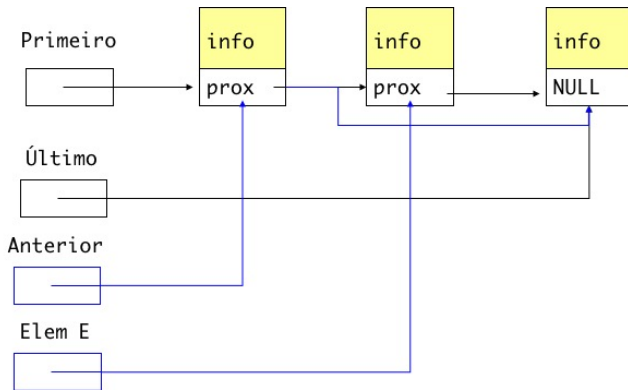 Primeiro
info
info
info
prox
prox
NULL
Último
Anterior
Elem E